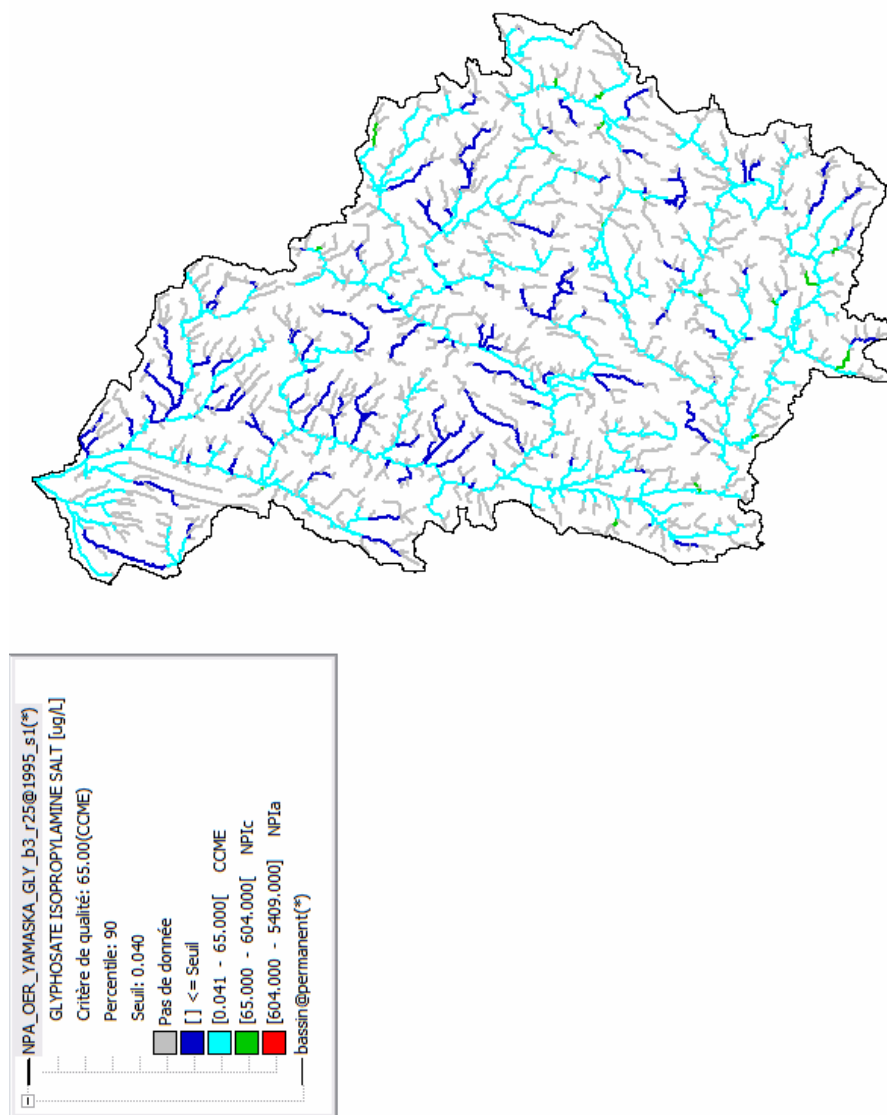 NPA_OER_YAMASKA_GLY_b3_r25@1995_s1(*)
GLYPHOSATE ISOPROPYLAMINE SALT [ug/L]
Critère de qualité: 65.00(CCME)
Percentile: 90
Seuil: 0.040
Pas de donnée
[ ] <= Seuil
[0.041 - 65.000[ CCME
[65.000 - 604.000[ NPIc
[604.000 - 5409.000] NPIa
bassin@permanent(*)